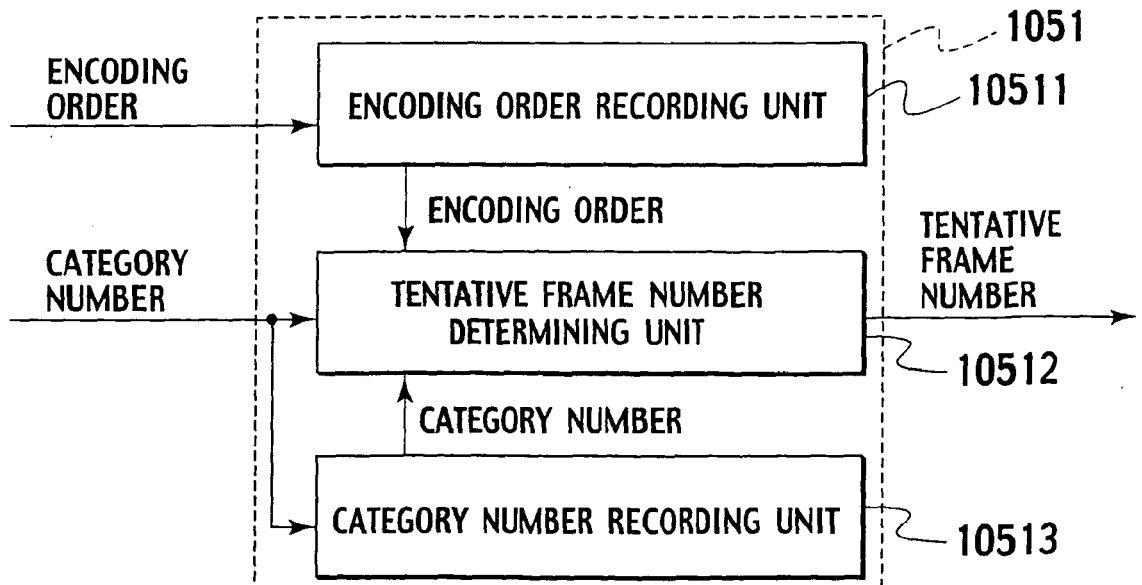 1051
ENCODING
ORDER
ENCODING ORDER RECORDING UNIT
10511
ENCODING ORDER
CATEGORY
NUMBER
TENTATIVE FRAME NUMBER
DETERMINING UNIT
TENTATIVE
FRAME
NUMBER
10512
CATEGORY NUMBER
CATEGORY NUMBER RECORDING UNIT
10513